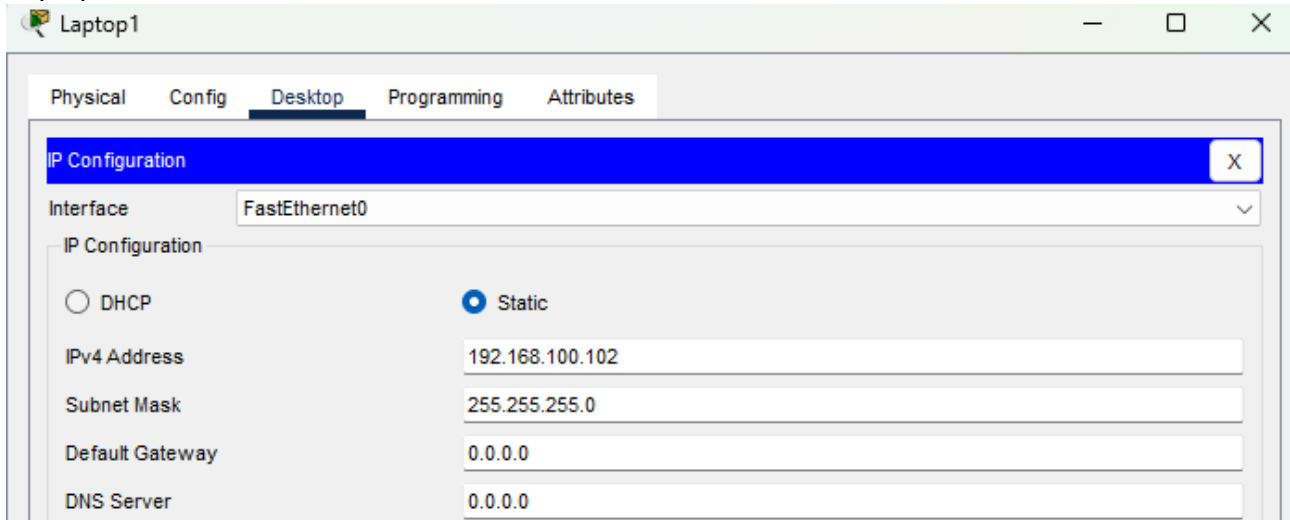 Laptop1
Physical Config Desktop Programming Attributes
IP Configuration X
Interface FastEthernet0
IP Configuration
DHCP Static
IPv4 Address 192.168.100.102
Subnet Mask 255.255.255.0
Default Gateway 0.0.0.0
DNS Server 0.0.0.0